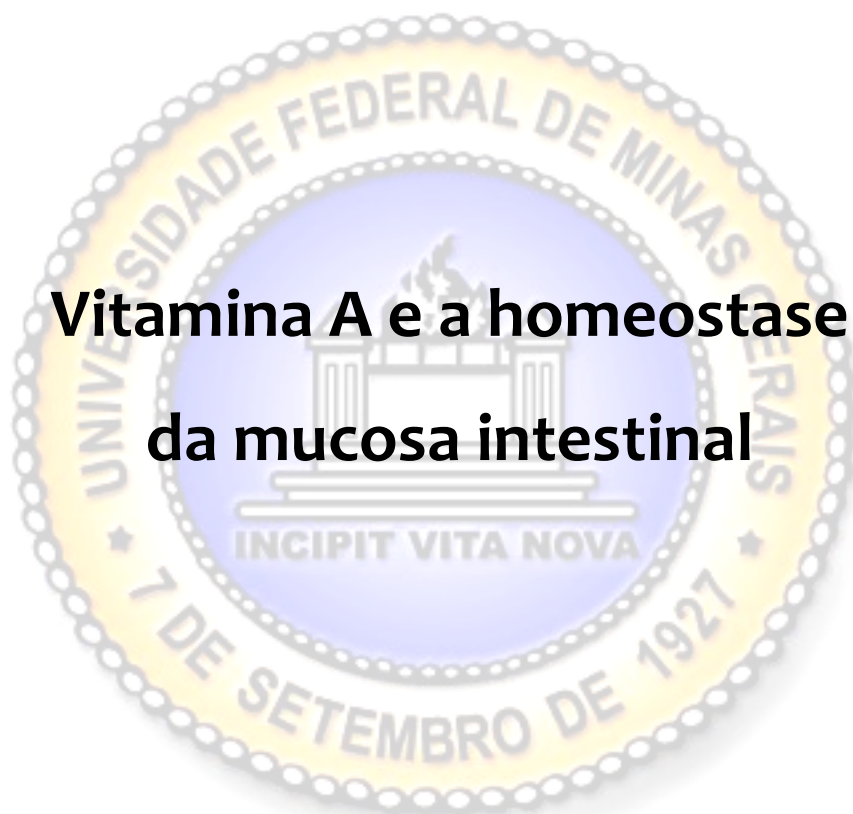 UNIVERSIDADE FEDERAL DE MINAS GERAIS
Vitamina A e a homeostase
da mucosa intestinal
INCIPIT VITA NOVA
7 DE SETEMBRO DE 1927